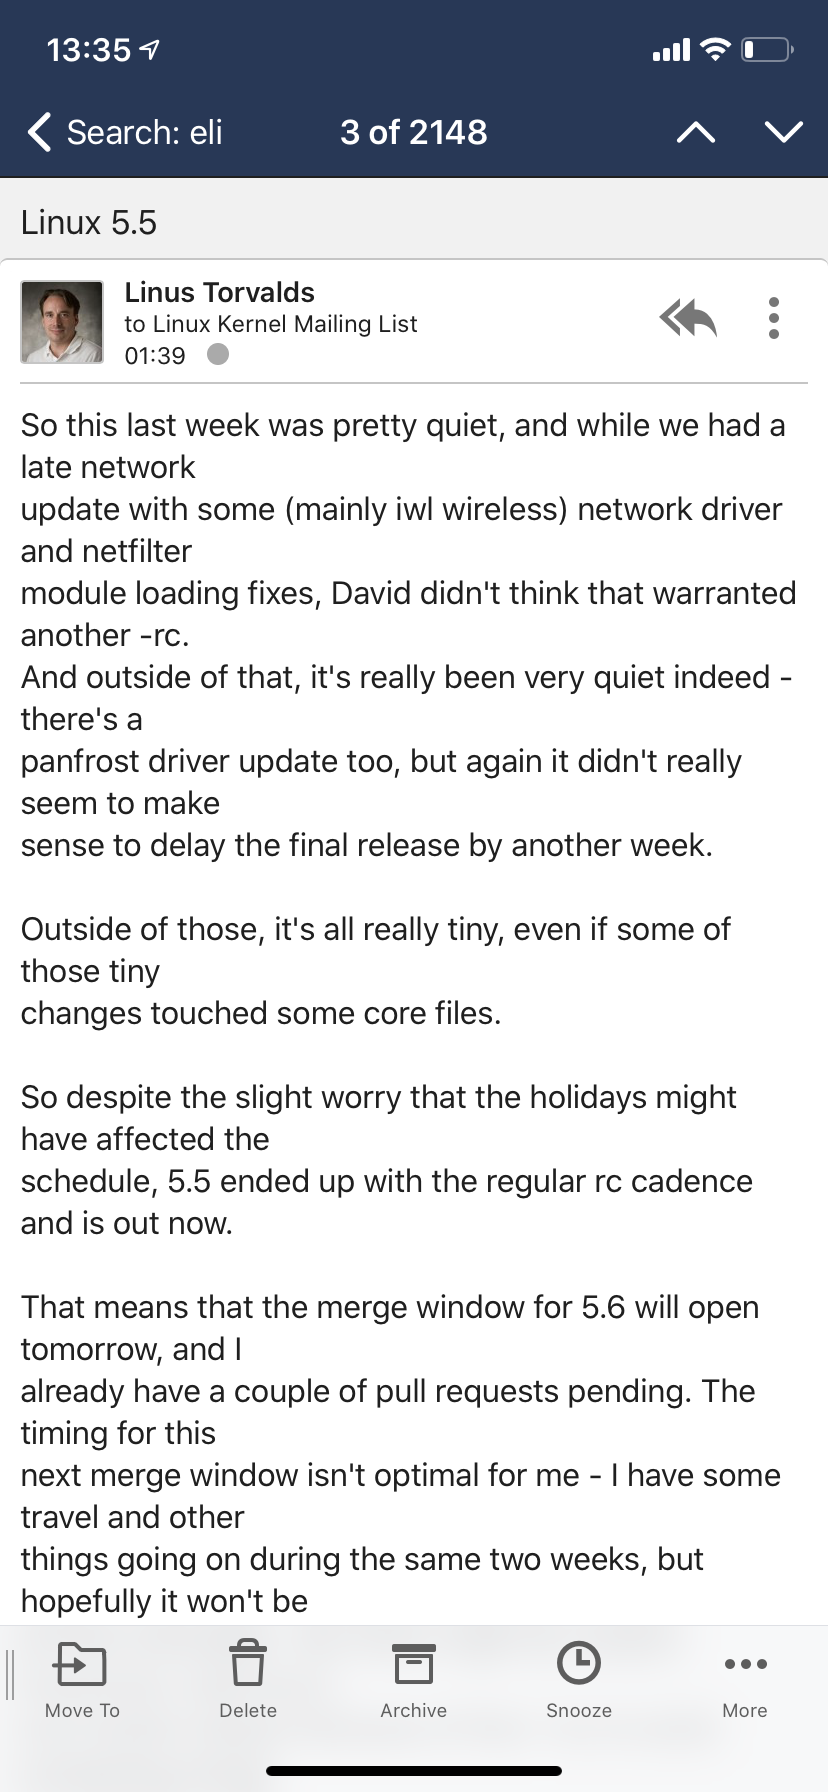 13:35
Search: eli
3 of 2148
Linux 5.5
Linus Torvalds
to Linux Kernel Mailing List
01:39
So this last week was pretty quiet, and while we had a
late network
update with some (mainly iwl wireless) network driver
and netfilter
module loading fixes, David didn't think that warranted
another -rc.
And outside of that, it's really been very quiet indeed -
there's a
panfrost driver update too, but again it didn't really
seem to make
sense to delay the final release by another week.
Outside of those, it's all really tiny, even if some of
those tiny
changes touched some core files.
So despite the slight worry that the holidays might
have affected the
schedule, 5.5 ended up with the regular rc cadence
and is out now.
That means that the merge window for 5.6 will open
tomorrow, and I
already have a couple of pull requests pending. The
timing for this
next merge window isn't optimal for me - I have some
travel and other
things going on during the same two weeks, but
hopefully it won't be
Move To
Delete
Archive
Snooze
More